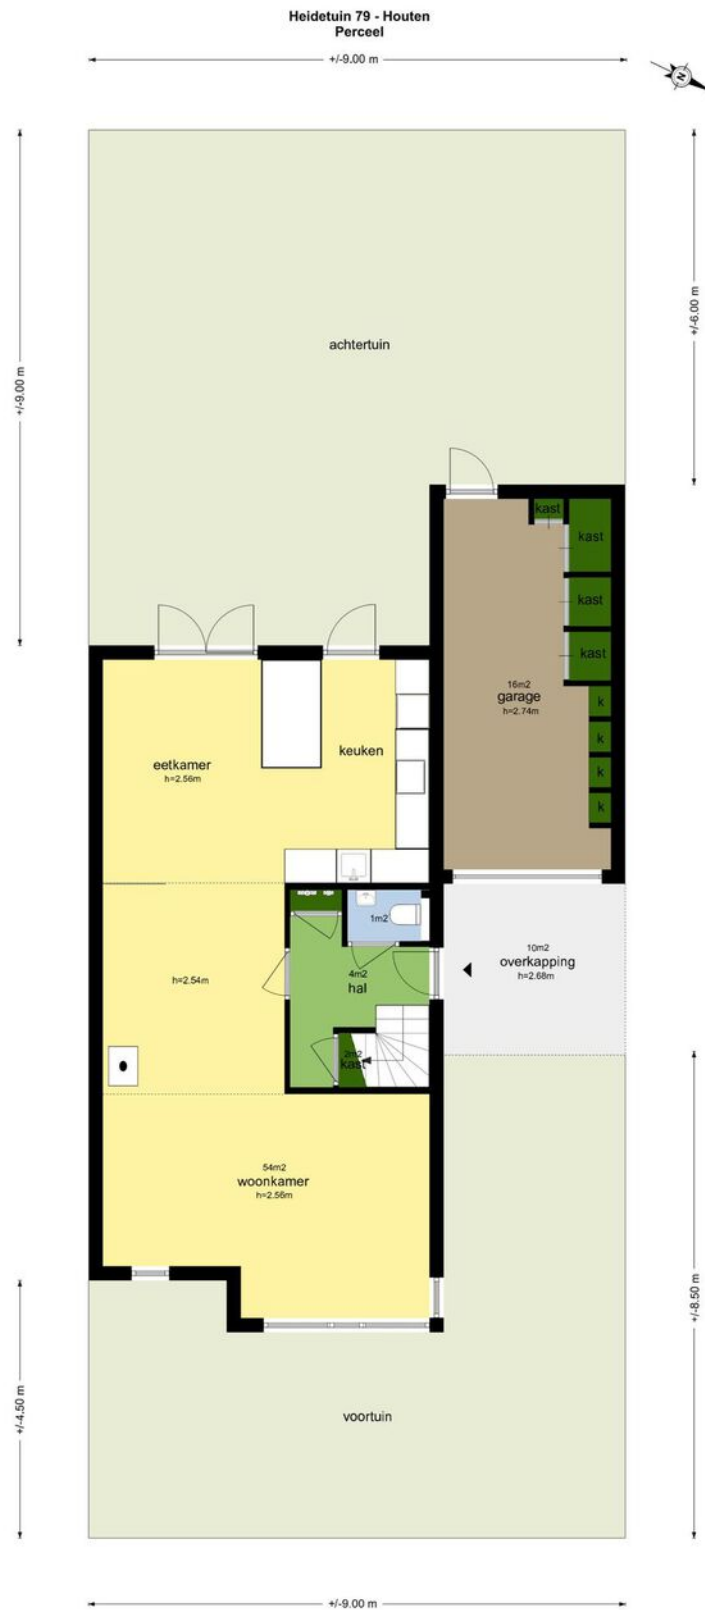 Heidetuin 79 - Houten
Perceel
+/-9.00 m
N
+/-9.00 m
+/-6.00 m
achtertuin
kast
kast
kast
kast
16m2
garage
h=2.74m
k
k
k
k
eetkamer
h=2.56m
keuken
1m2
4m2
hal
h=2.54m
10m2
overkapping
h=2.68m
2m2
kast
54m2
woonkamer
h=2.56m
+/-4.50 m
+/-8.50 m
voortuin
+/-9.00 m